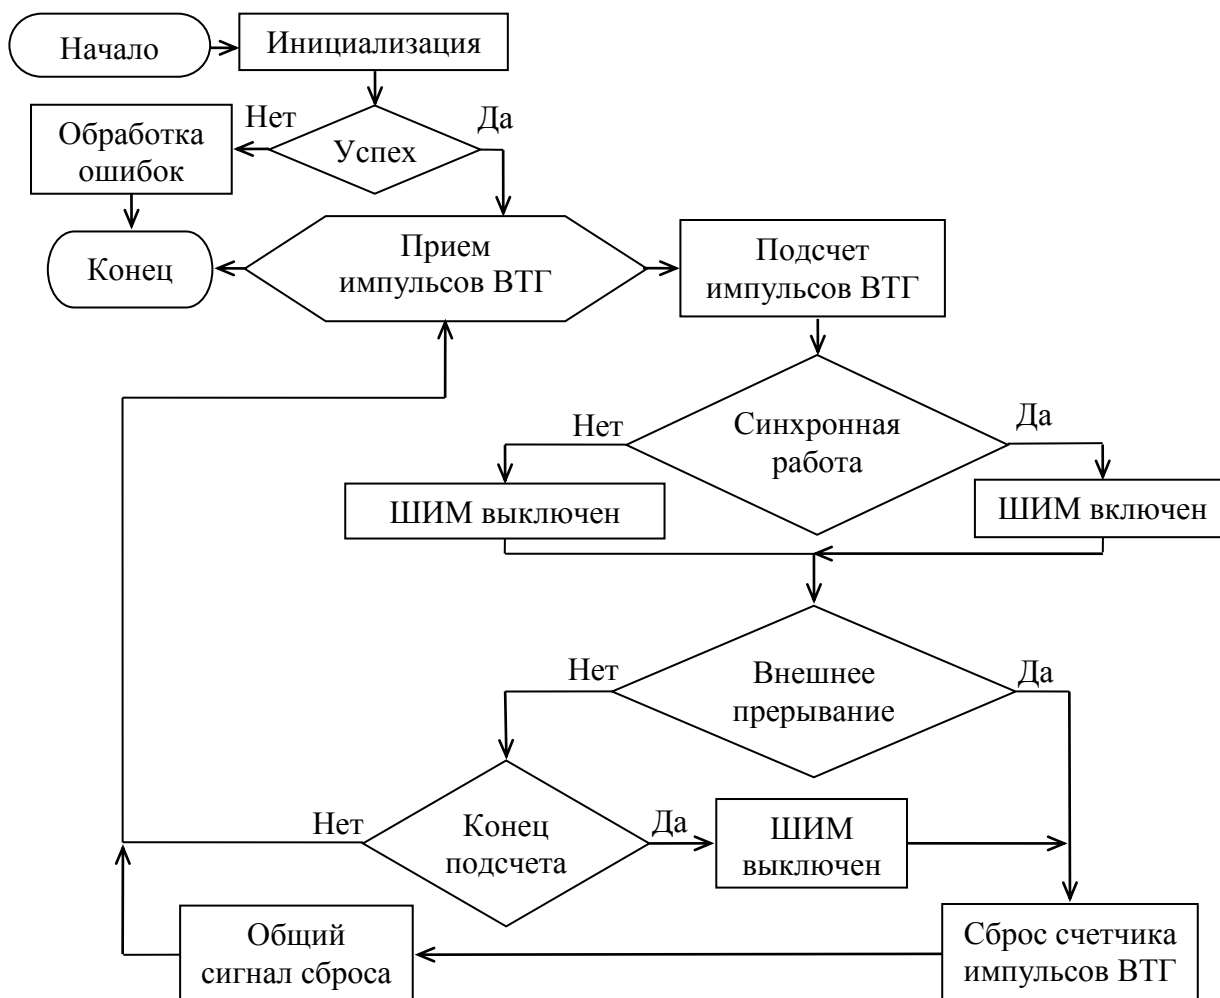 Начало
Инициализация
Нет
Да
Обработка
ошибок
Успех
Конец
Прием
импульсов ВТГ
Подсчет
импульсов ВТГ
Нет
Синхронная
работа
Да
ШИМ выключен
ШИМ включен
Нет
Внешнее
прерывание
Да
Нет
Конец
подсчета
Да
ШИМ
выключен
Общий
сигнал сброса
Сброс счетчика
импульсов ВТГ